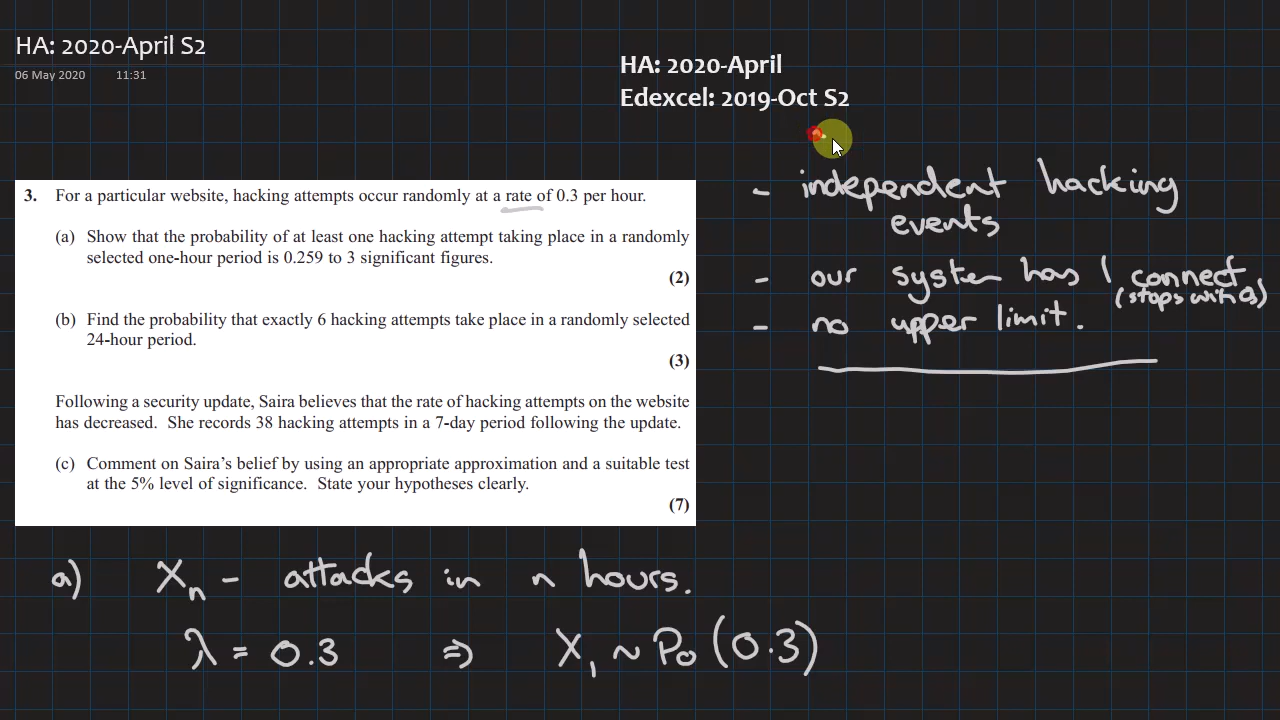 HA: 2020-April S2
06 May 2020 11:31
HA: 2020-April
Edexcel: 2019-Oct S2
3. For a particular website, hacking attempts occur randomly at a rate of 0.3 per hour.
(a) Show that the probability of at least one hacking attempt taking place in a randomly
selected one-hour period is 0.259 to 3 significant figures.
(2)
(b) Find the probability that exactly 6 hacking attempts take place in a randomly selected
24-hour period.
(3)
Following a security update, Saira believes that the rate of hacking attempts on the website
has decreased. She records 38 hacking attempts in a 7-day period following the update.
(c) Comment on Saira's belief by using an appropriate approximation and a suitable test
at the 5% level of significance. State your hypotheses clearly.
(7)
- independent hacking
events
- our system has 1 connect
(stops with a)
- no upper limit.
a) Xn - attacks in n hours.
λ = 0.3 ⇒ X₁ ~ Po (0.3)